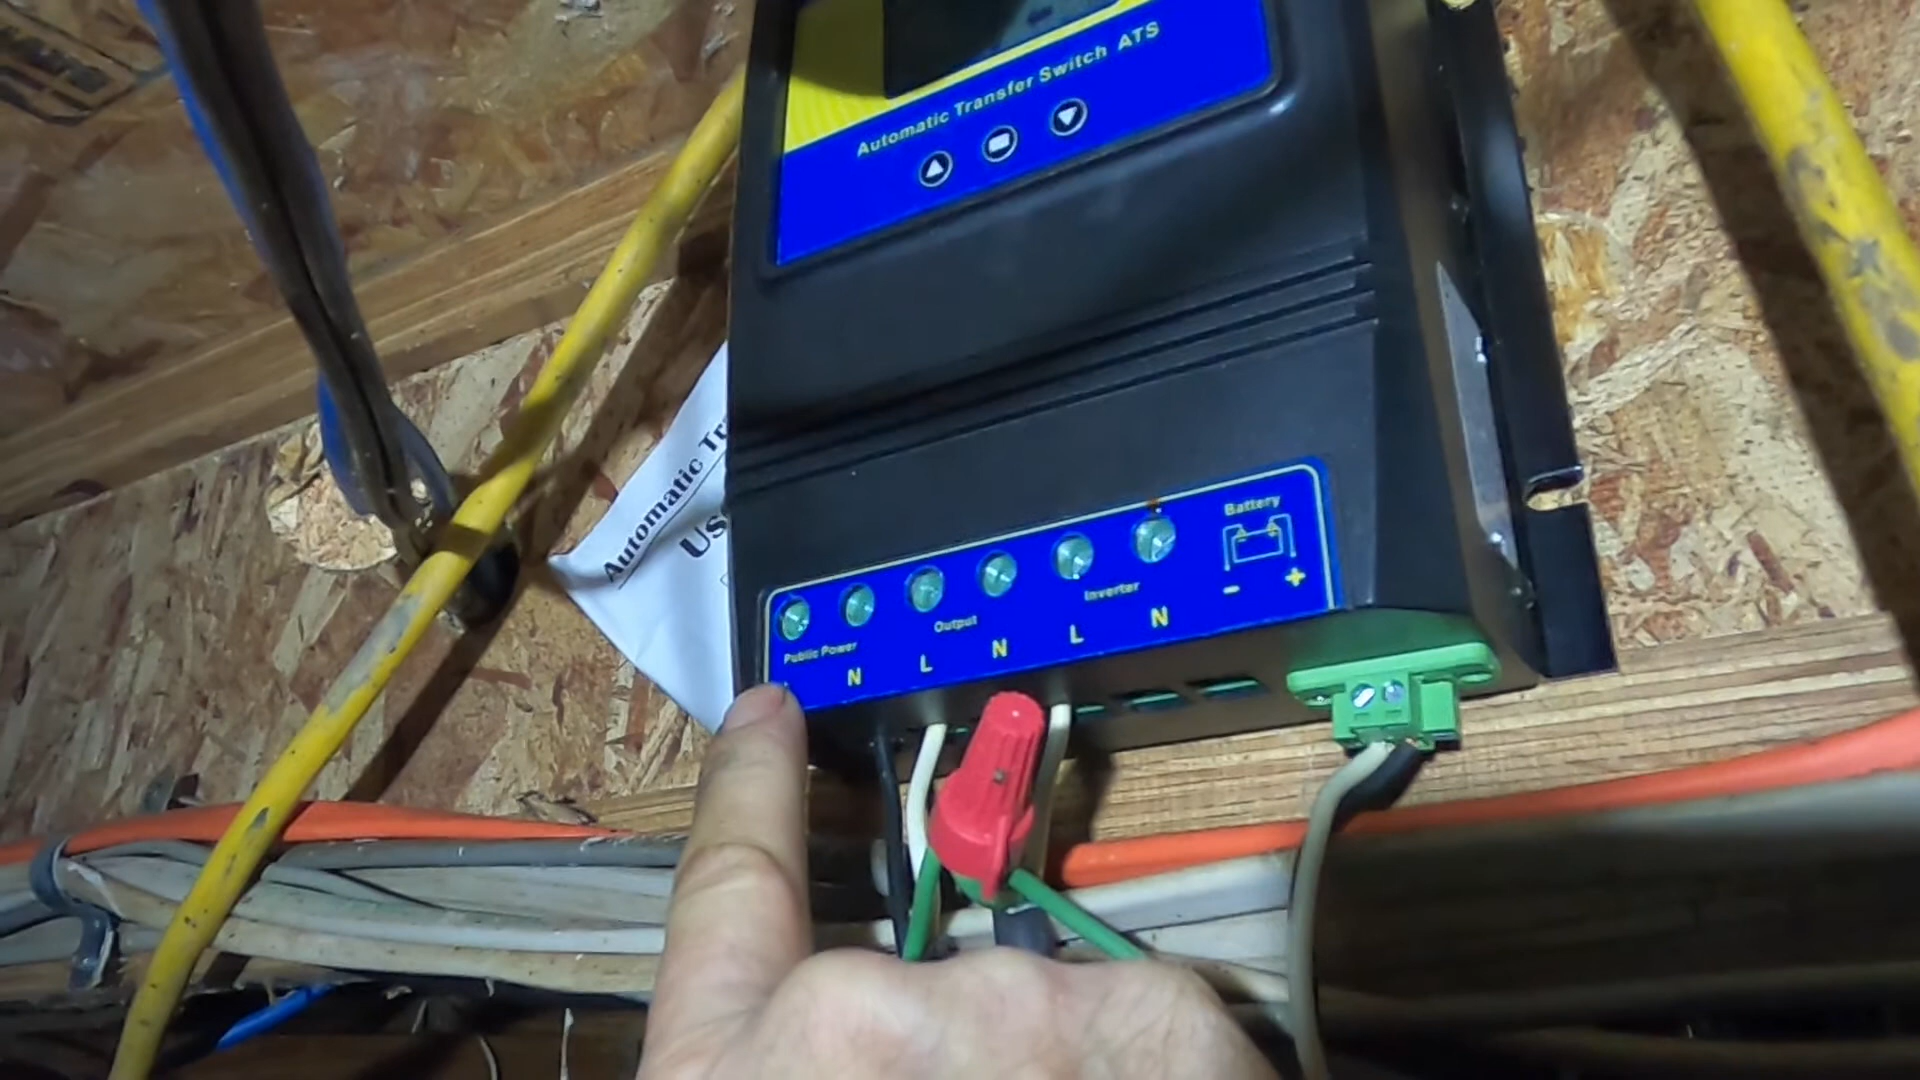 Automatic Transfer Switch ATS
Automatic Tr
Us
Battery
- +
Public Power
Output
Inverter
N L N L N